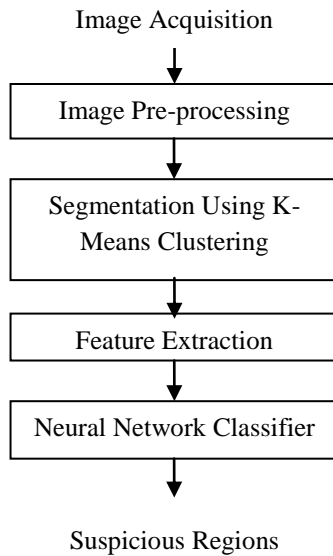 Image Acquisition
Image Pre-processing
Segmentation Using K-
Means Clustering
Feature Extraction
Neural Network Classifier
Suspicious Regions